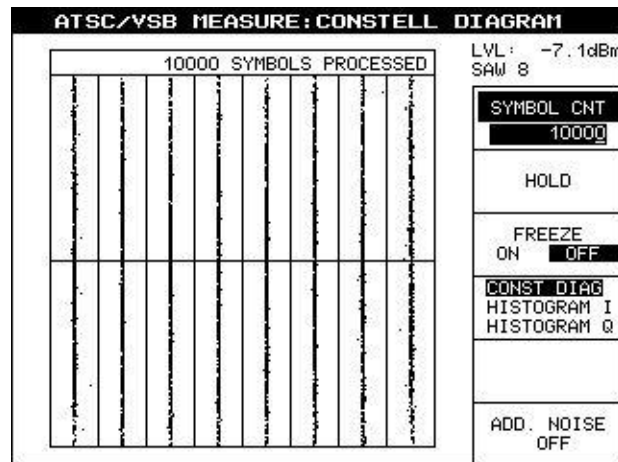 ATSC/VSB MEASURE:CONSTELL DIAGRAM
10000 SYMBOLS PROCESSED
LVL: -7.1dBm
SAW 8
SYMBOL CNT
10000
HOLD
FREEZE
ON OFF
CONST DIAG
HISTOGRAM I
HISTOGRAM Q
ADD. NOISE
OFF